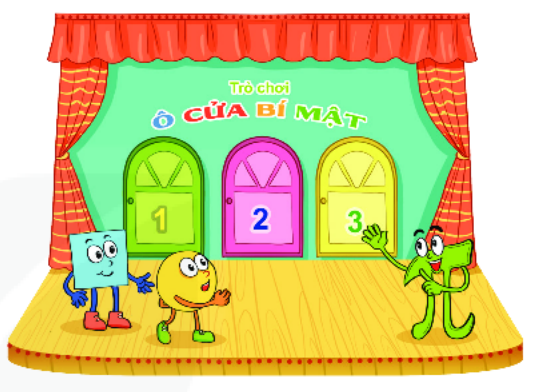 Trò chơi
Ô CỬA BÍ MẬT
1 2 3